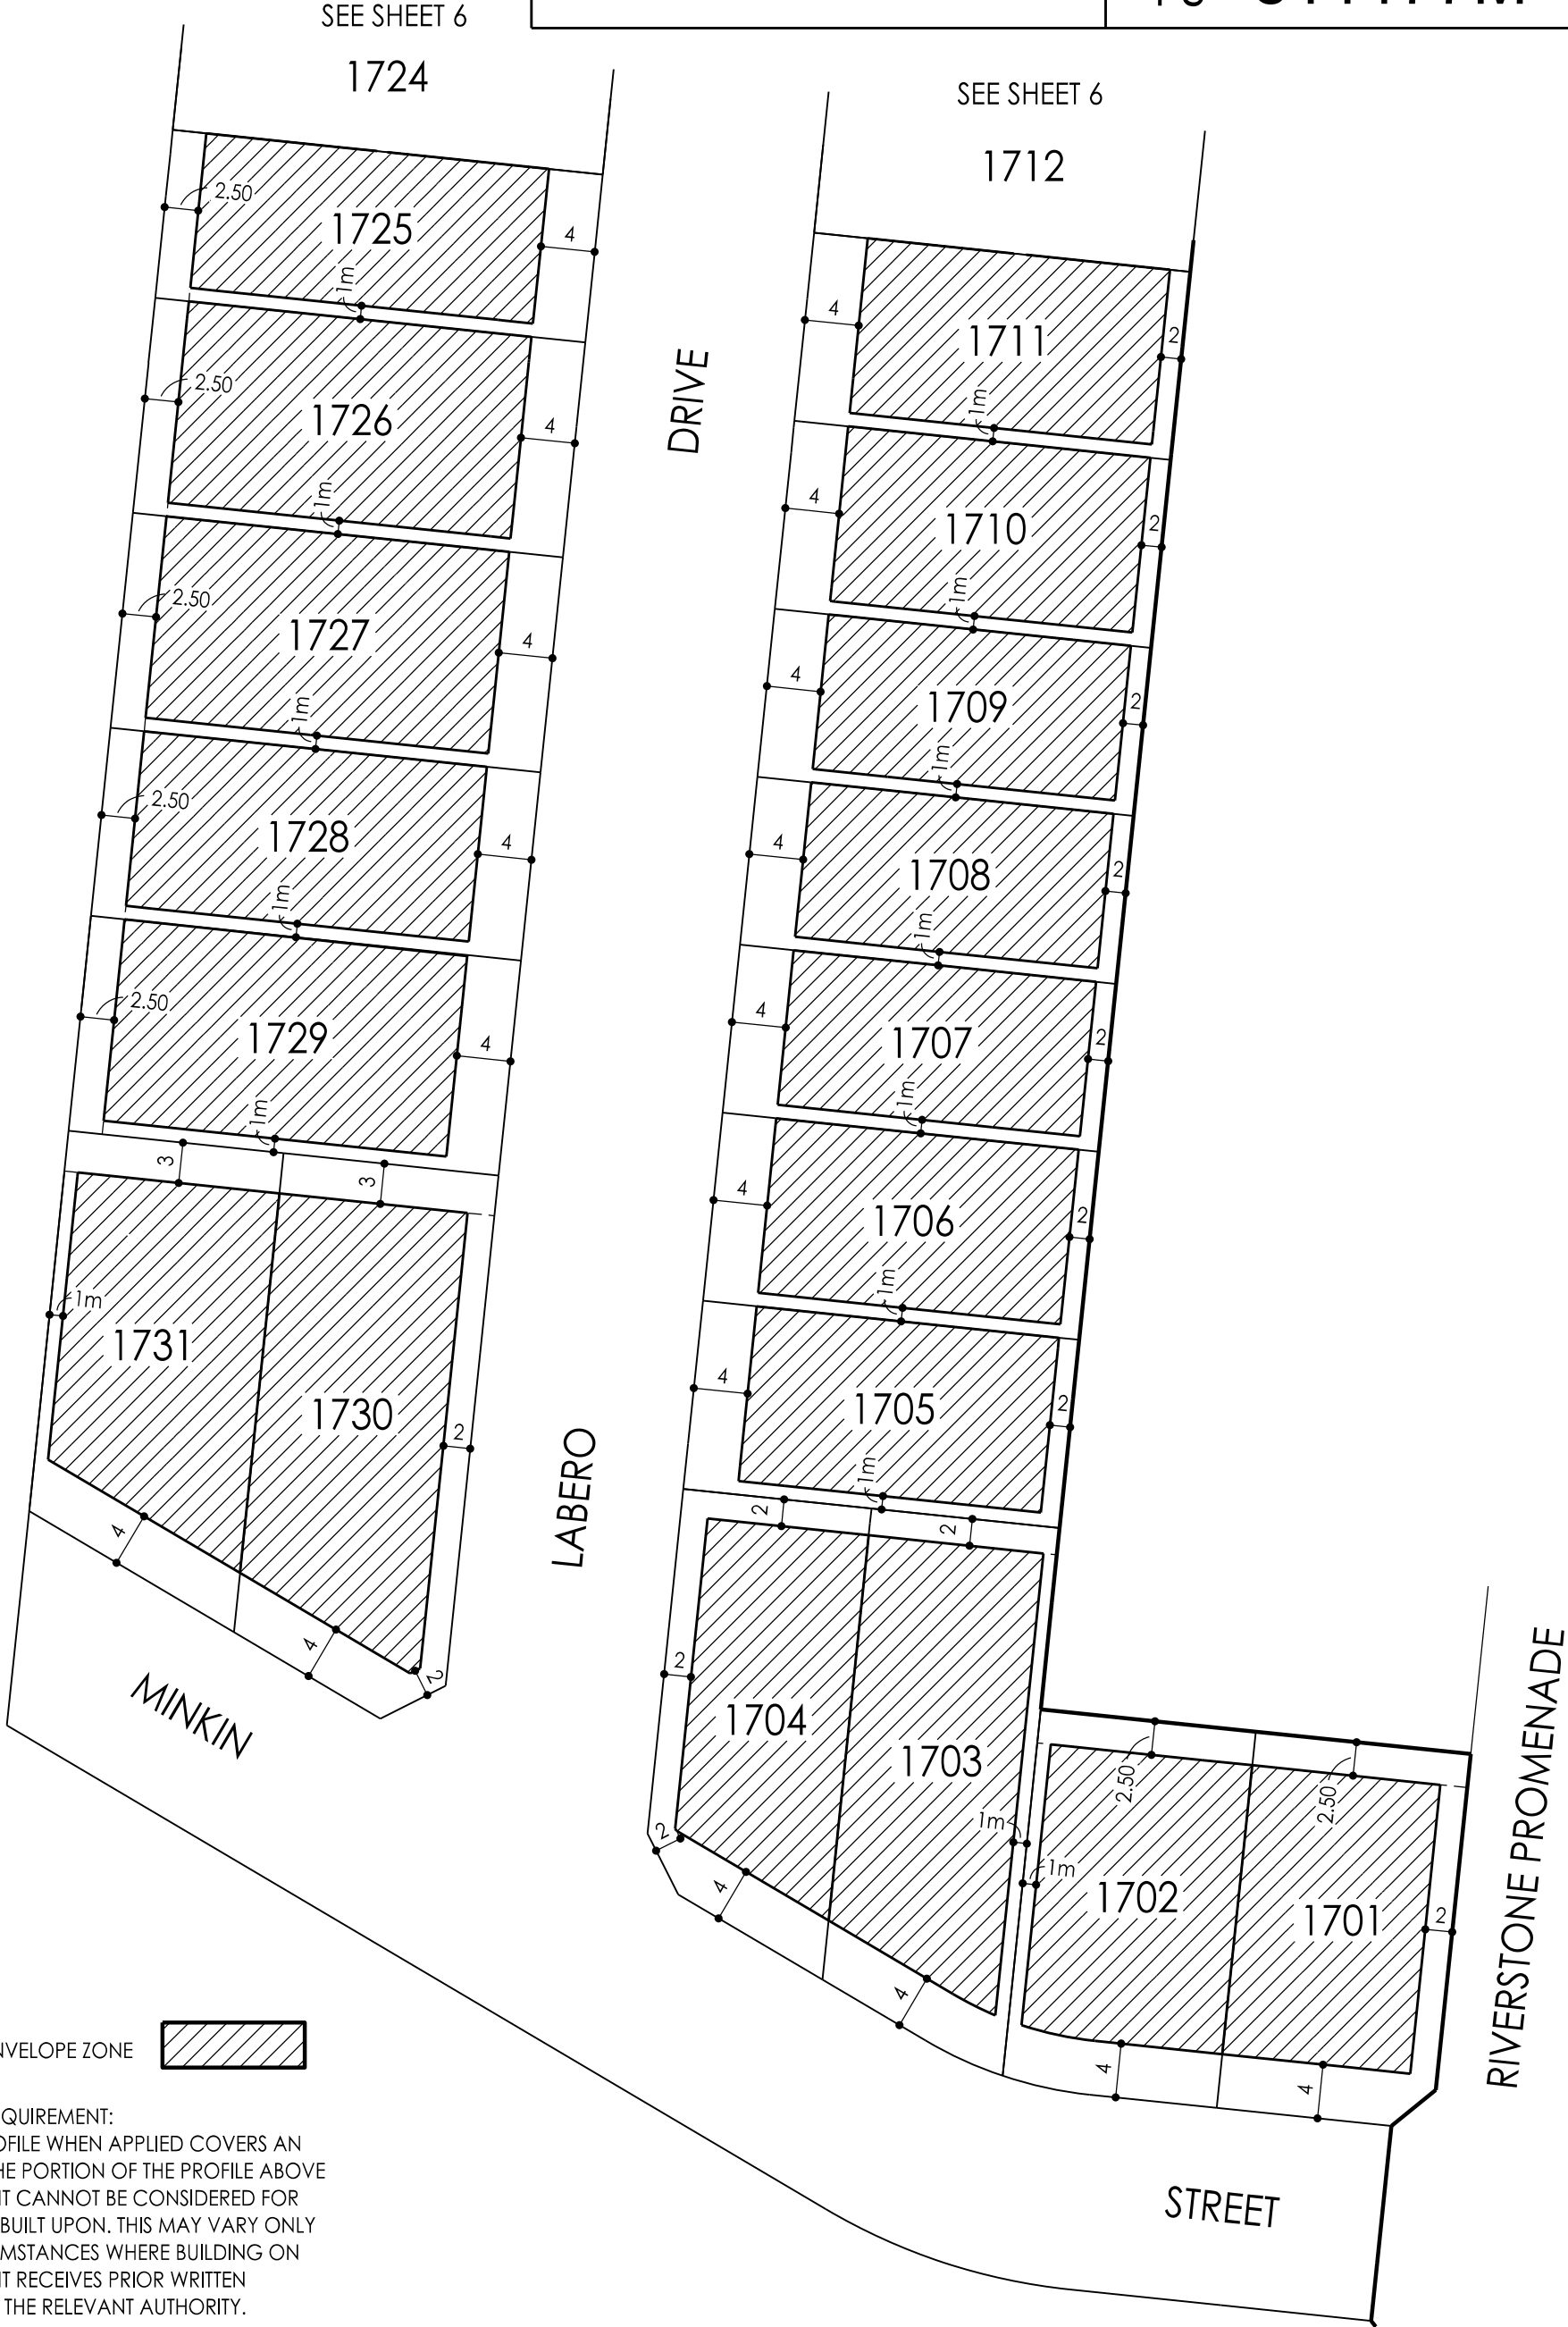 SEE SHEET 6
1724
SEE SHEET 6
1712
1725
2.50
4
1m
1711
4
2
1m
1726
2.50
4
1m
DRIVE
1710
4
2
1m
1727
2.50
4
1m
1709
4
2
1m
1728
2.50
4
1m
1708
4
2
1m
1729
2.50
4
1m
1707
4
2
1m
3
3
1706
4
2
1m
1731
1m
1730
2
4
4
2
1705
4
2
1m
LABERO
2
2
MINKIN
1704
2
2
4
1703
1m
4
2.50
2.50
1702
1m
1701
2
4
4
RIVERSTONE PROMENADE
STREET
NVELOPE ZONE
QUIREMENT:
OFILE WHEN APPLIED COVERS AN
HE PORTION OF THE PROFILE ABOVE
IT CANNOT BE CONSIDERED FOR
BUILT UPON. THIS MAY VARY ONLY
MSTANCES WHERE BUILDING ON
IT RECEIVES PRIOR WRITTEN
THE RELEVANT AUTHORITY.